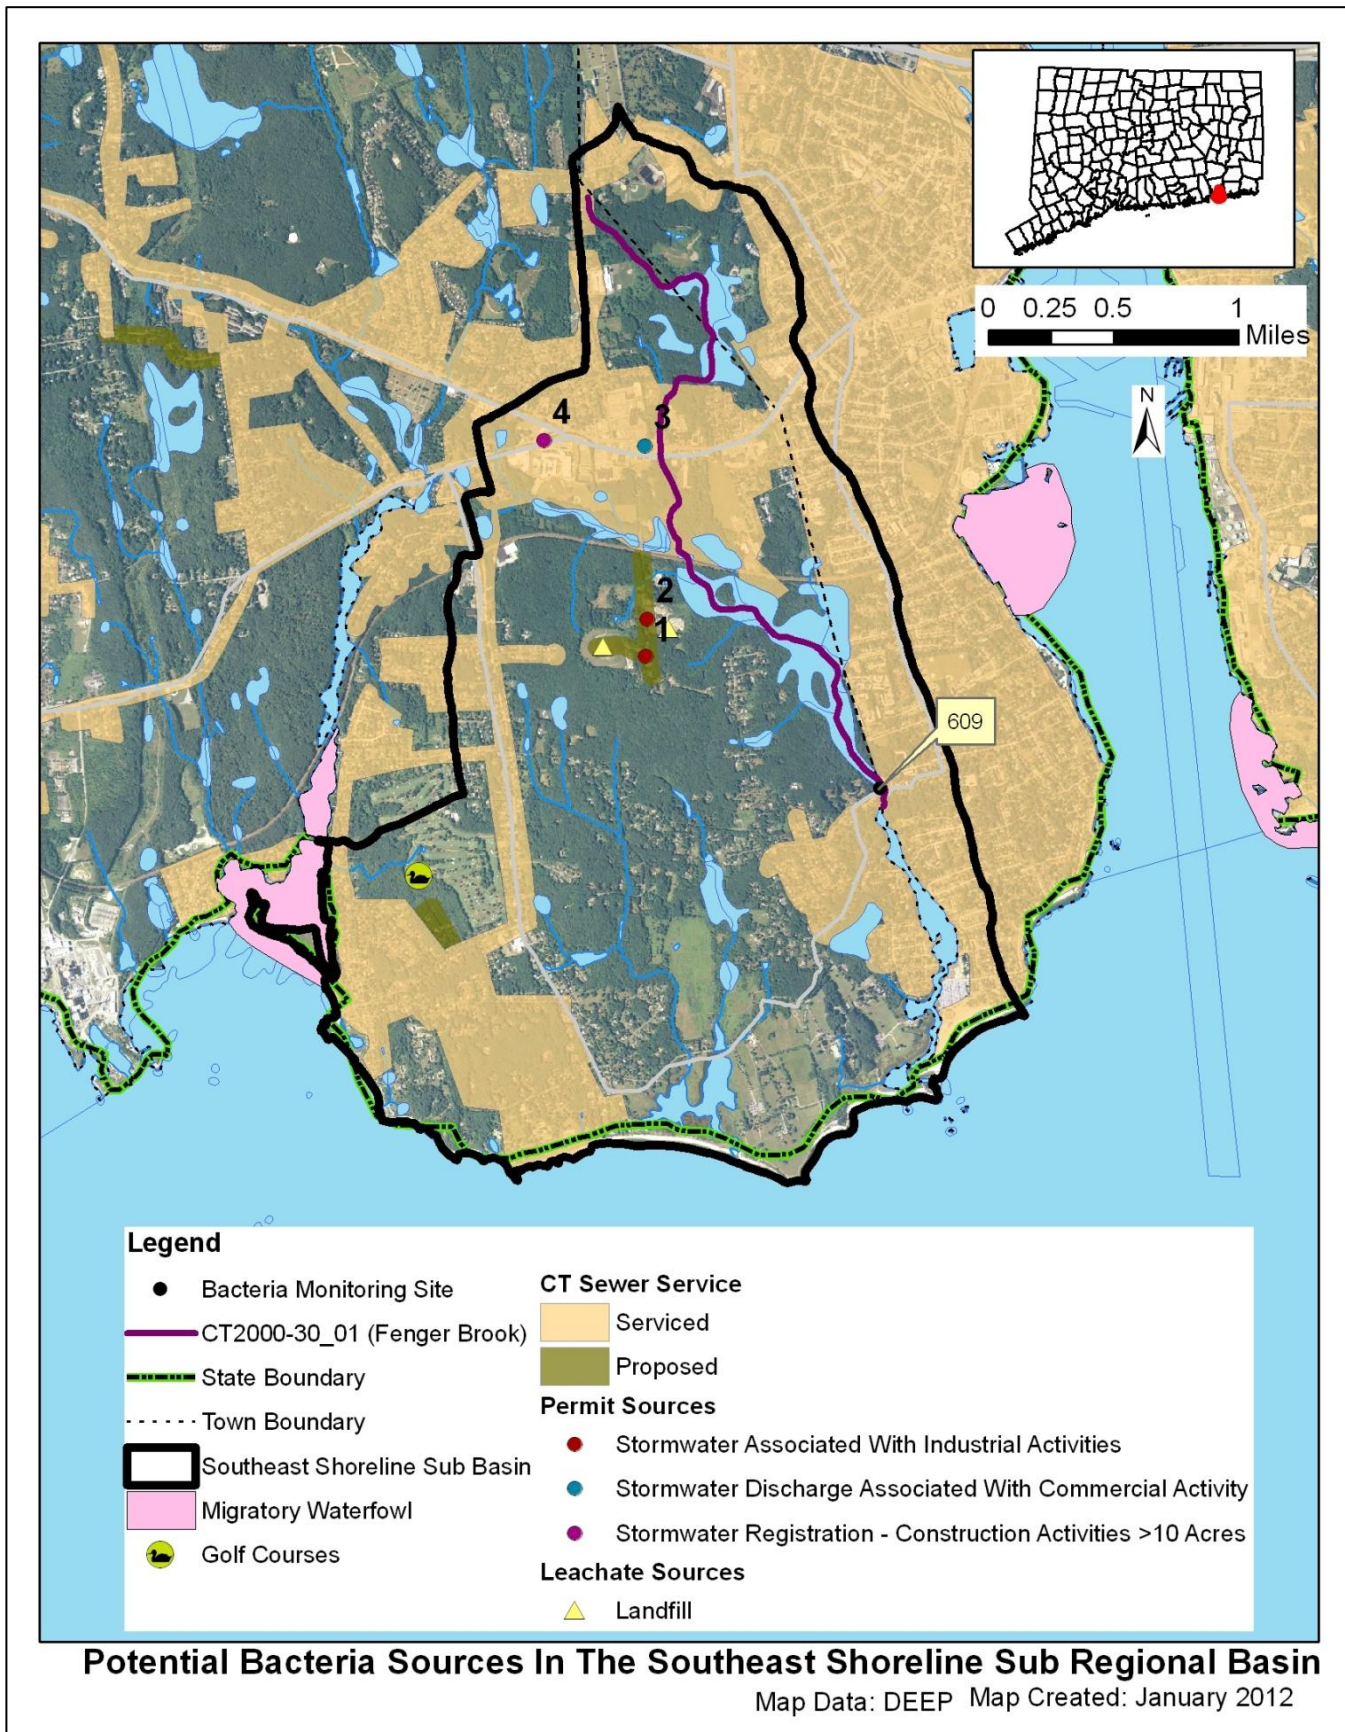 0 0.25 0.5 1
Miles
N
4
3
2
1
609
Legend
Bacteria Monitoring Site
CT2000-30_01 (Fenger Brook)
State Boundary
Town Boundary
Southeast Shoreline Sub Basin
Migratory Waterfowl
Golf Courses
CT Sewer Service
Serviced
Proposed
Permit Sources
Stormwater Associated With Industrial Activities
Stormwater Discharge Associated With Commercial Activity
Stormwater Registration - Construction Activities >10 Acres
Leachate Sources
Landfill
Potential Bacteria Sources In The Southeast Shoreline Sub Regional Basin
Map Data: DEEP Map Created: January 2012